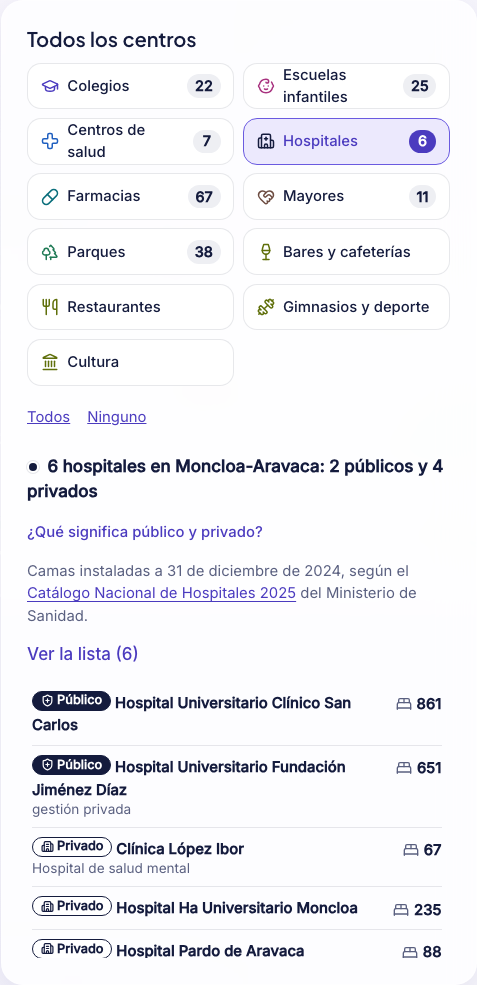 Todos los centros
Colegios 22
Escuelas
infantiles 25
Centros de
salud 7
Hospitales 6
Farmacias 67
Mayores 11
Parques 38
Bares y cafeterías
Restaurantes
Gimnasios y deporte
Cultura
Todos Ninguno
6 hospitales en Moncloa-Aravaca: 2 públicos y 4
privados
¿Qué significa público y privado?
Camas instaladas a 31 de diciembre de 2024, según el
Catálogo Nacional de Hospitales 2025 del Ministerio de
Sanidad.
Ver la lista (6)
Público Hospital Universitario Clínico San 861
Carlos
Público Hospital Universitario Fundación 651
Jiménez Díaz
gestión privada
Privado Clínica López Ibor 67
Hospital de salud mental
Privado Hospital Ha Universitario Moncloa 235
Privado Hospital Pardo de Aravaca 88